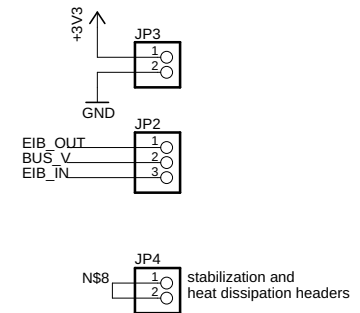 +3V3
JP3
1
2
GND
JP2
EIB_OUT 1
BUS_V 2
EIB_IN 3
JP4
N$8 1 stabilization and
2 heat dissipation headers